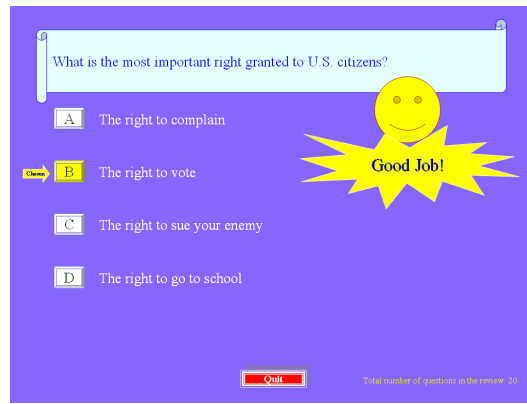 What is the most important right granted to U.S. citizens?
A The right to complain
Good Job!
Chosen B The right to vote
C The right to sue your enemy
D The right to go to school
Quit
Total number of questions in the review: 20